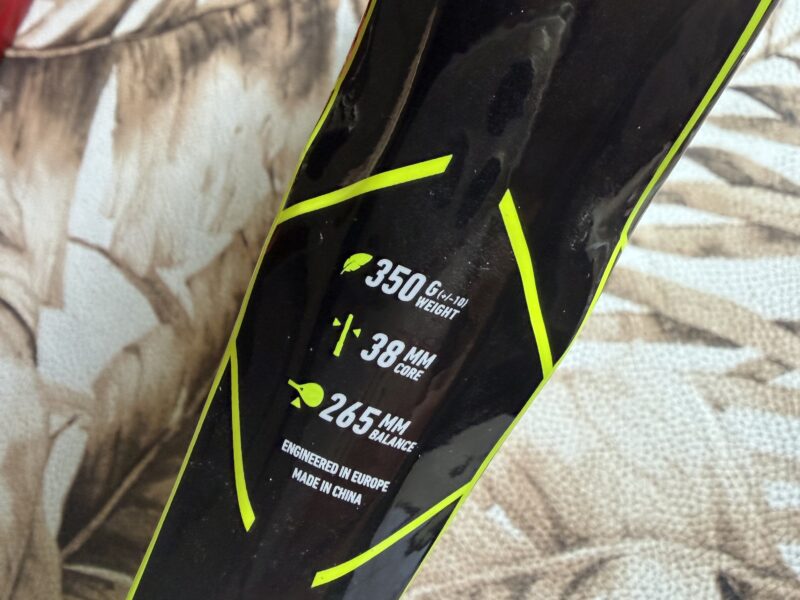 350 G (+/-10)
WEIGHT
38 MM
CORE
265 MM
BALANCE
ENGINEERED IN EUROPE
MADE IN CHINA